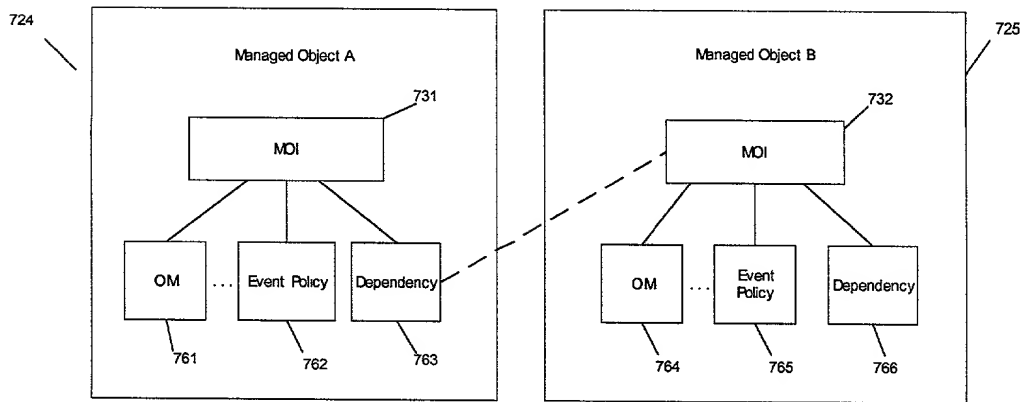 724
Managed Object A
731
MOI
OM
...
Event Policy
Dependency
761
762
763
725
Managed Object B
732
MOI
OM
...
Event
Policy
Dependency
764
765
766